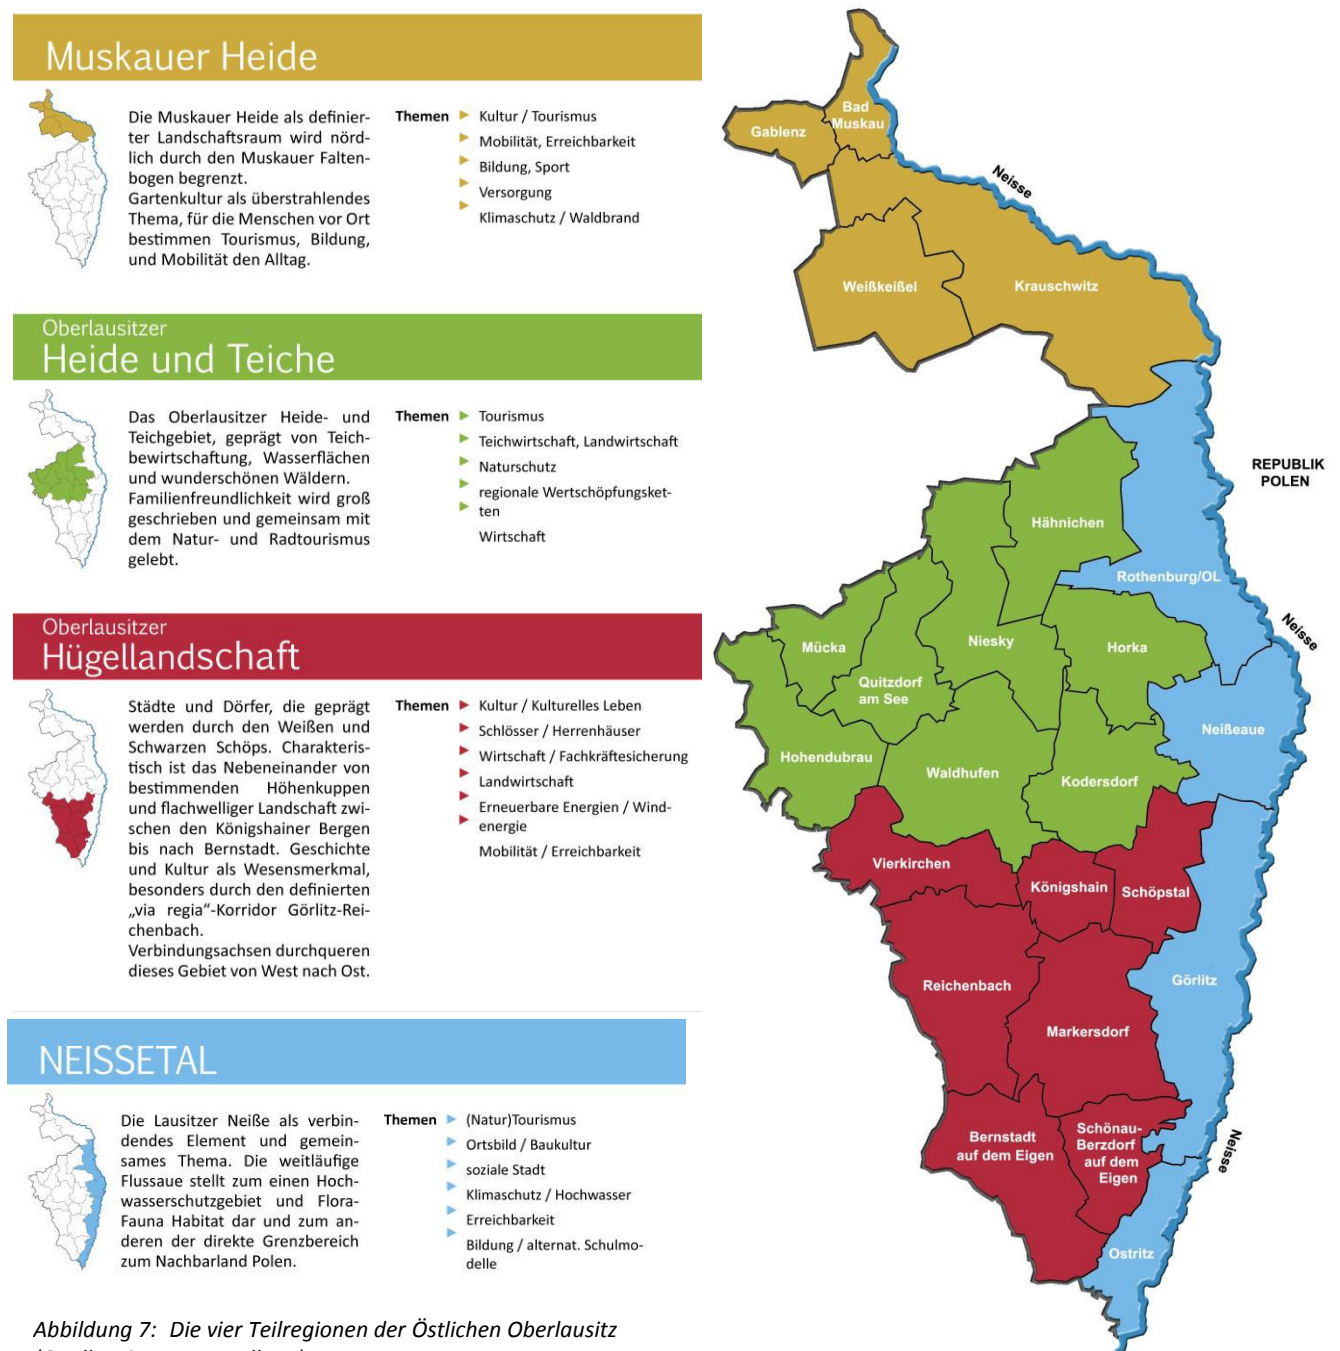 Muskauer Heide
Die Muskauer Heide als definier-
ter Landschaftsraum wird nörd-
lich durch den Muskauer Falten-
bogen begrenzt.
Gartenkultur als überstrahlendes
Thema, für die Menschen vor Ort
bestimmen Tourismus, Bildung,
und Mobilität den Alltag.
Themen
Kultur / Tourismus
Mobilität, Erreichbarkeit
Bildung, Sport
Versorgung
Klimaschutz / Waldbrand
Oberlausitzer
Heide und Teiche
Das Oberlausitzer Heide- und
Teichgebiet, geprägt von Teich-
bewirtschaftung, Wasserflächen
und wunderschönen Wäldern.
Familienfreundlichkeit wird groß
geschrieben und gemeinsam mit
dem Natur- und Radtourismus
gelebt.
Themen
Tourismus
Teichwirtschaft, Landwirtschaft
Naturschutz
regionale Wertschöpfungsket-
ten
Wirtschaft
Oberlausitzer
Hügellandschaft
Städte und Dörfer, die geprägt
werden durch den Weißen und
Schwarzen Schöps. Charakteris-
tisch ist das Nebeneinander von
bestimmenden Höhenkuppen
und flachwelliger Landschaft zwi-
schen den Königshainer Bergen
bis nach Bernstadt. Geschichte
und Kultur als Wesensmerkmal,
besonders durch den definierten
„via regia“-Korridor Görlitz-Rei-
chenbach.
Verbindungsachsen durchqueren
dieses Gebiet von West nach Ost.
Themen
Kultur / Kulturelles Leben
Schlösser / Herrenhäuser
Wirtschaft / Fachkräftesicherung
Landwirtschaft
Erneuerbare Energien / Wind-
energie
Mobilität / Erreichbarkeit
NEISSETAL
Die Lausitzer Neiße als verbin-
dendes Element und gemein-
sames Thema. Die weitläufige
Flussaue stellt zum einen Hoch-
wasserschutzgebiet und Flora-
Fauna Habitat dar und zum an-
deren der direkte Grenzbereich
zum Nachbarland Polen.
Themen
(Natur)Tourismus
Ortsbild / Baukultur
soziale Stadt
Klimaschutz / Hochwasser
Erreichbarkeit
Bildung / alternat. Schulmo-
delle
Abbildung 7: Die vier Teilregionen der Östlichen Oberlausitz
Bad
Muskau
Gablenz
Neisse
Weißkeißel
Krauschwitz
REPUBLIK
POLEN
Hähnichen
Rothenburg/OL
Neisse
Mücka
Niesky
Horka
Quitzdorf
am See
Neißeaue
Hohendubrau
Waldhufen
Kodersdorf
Vierkirchen
Königshain
Schöpstal
Reichenbach
Görlitz
Markersdorf
Bernstadt
auf dem Eigen
Schönau-
Berzdorf
auf dem
Eigen
Neisse
Ostritz